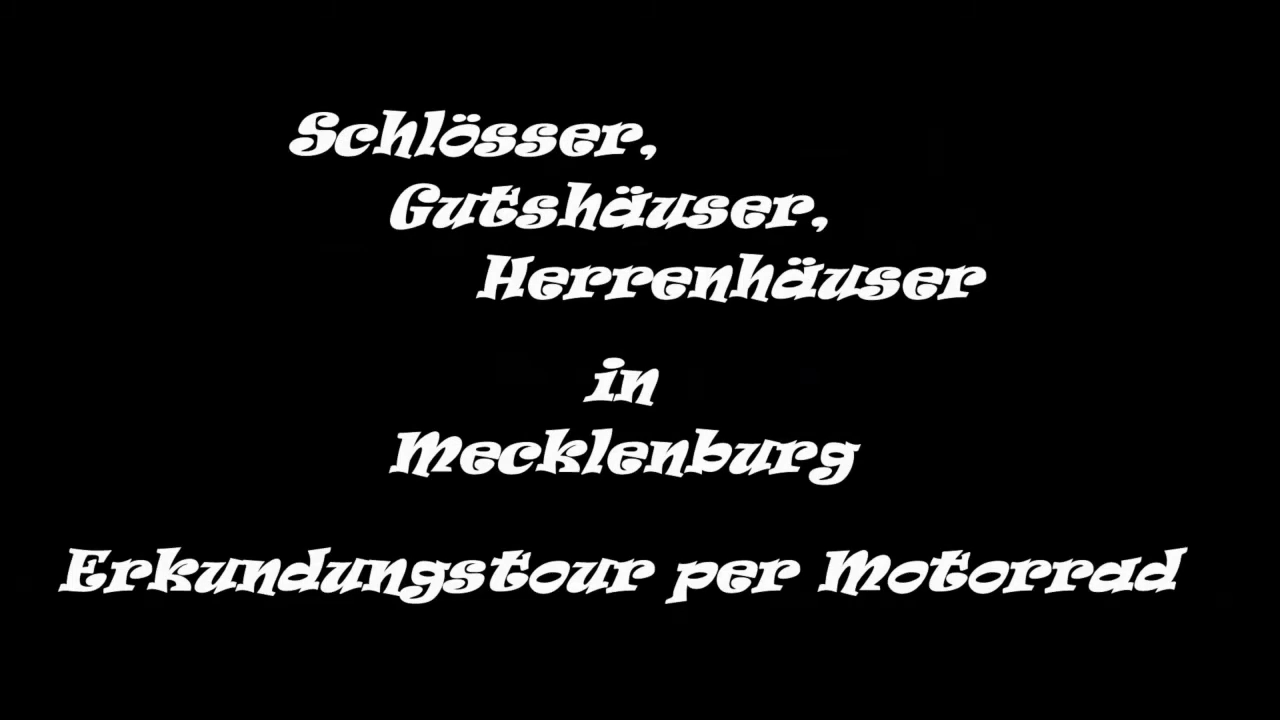 Schlösser,
Gutshäuser,
Herrenhäuser
in
Mecklenburg
Erkundungstour per Motorrad